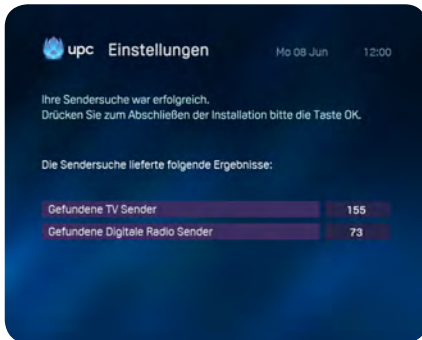 upc Einstellungen Mo 08 Jun 12:00
Ihre Sendersuche war erfolgreich.
Drücken Sie zum Abschließen der Installation bitte die Taste OK.
Die Sendersuche lieferte folgende Ergebnisse:
Gefundene TV Sender 155
Gefundene Digitale Radio Sender 73